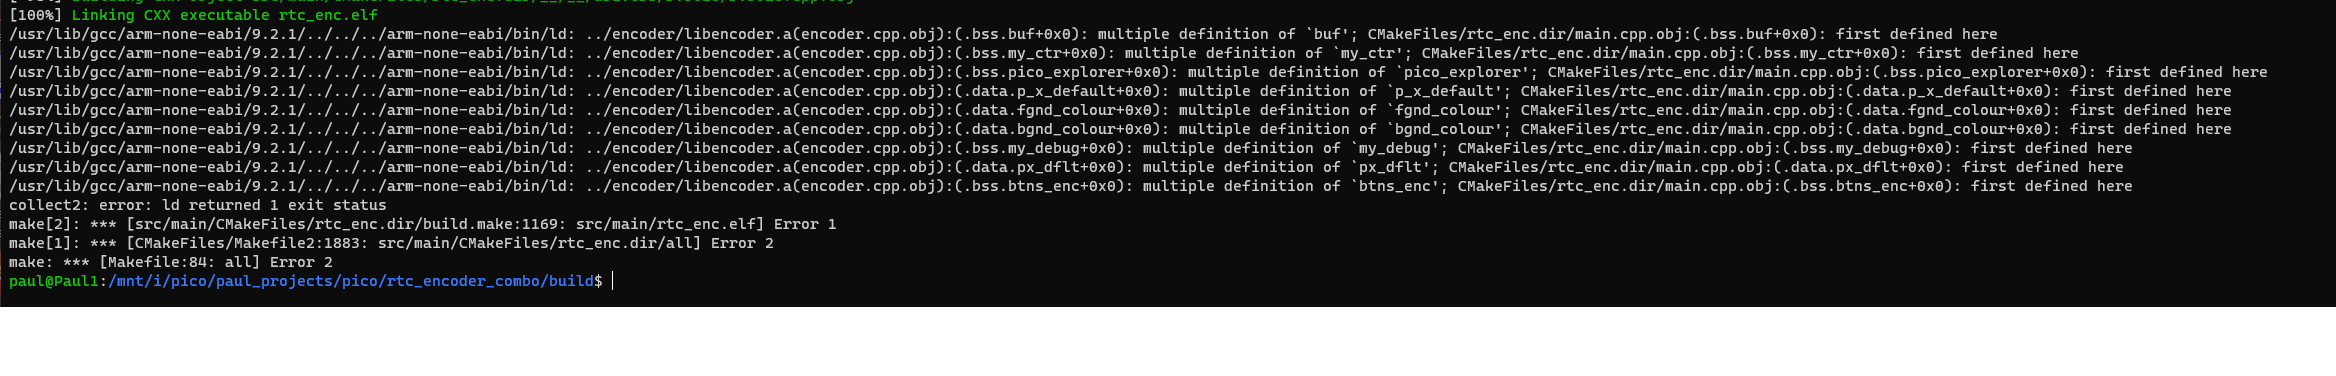 [100%] Linking CXX executable rtc_enc.elf
/usr/lib/gcc/arm-none-eabi/9.2.1/../../../arm-none-eabi/bin/ld: ../encoder/libencoder.a(encoder.cpp.obj):(.bss.buf+0x0): multiple definition of `buf'; CMakeFiles/rtc_enc.dir/main.cpp.obj:(.bss.buf+0x0): first defined here
/usr/lib/gcc/arm-none-eabi/9.2.1/../../../arm-none-eabi/bin/ld: ../encoder/libencoder.a(encoder.cpp.obj):(.bss.my_ctr+0x0): multiple definition of `my_ctr'; CMakeFiles/rtc_enc.dir/main.cpp.obj:(.bss.my_ctr+0x0): first defined here
/usr/lib/gcc/arm-none-eabi/9.2.1/../../../arm-none-eabi/bin/ld: ../encoder/libencoder.a(encoder.cpp.obj):(.bss.pico_explorer+0x0): multiple definition of `pico_explorer'; CMakeFiles/rtc_enc.dir/main.cpp.obj:(.bss.pico_explorer+0x0): first defined here
/usr/lib/gcc/arm-none-eabi/9.2.1/../../../arm-none-eabi/bin/ld: ../encoder/libencoder.a(encoder.cpp.obj):(.data.p_x_default+0x0): multiple definition of `p_x_default'; CMakeFiles/rtc_enc.dir/main.cpp.obj:(.data.p_x_default+0x0): first defined here
/usr/lib/gcc/arm-none-eabi/9.2.1/../../../arm-none-eabi/bin/ld: ../encoder/libencoder.a(encoder.cpp.obj):(.data.fgnd_colour+0x0): multiple definition of `fgnd_colour'; CMakeFiles/rtc_enc.dir/main.cpp.obj:(.data.fgnd_colour+0x0): first defined here
/usr/lib/gcc/arm-none-eabi/9.2.1/../../../arm-none-eabi/bin/ld: ../encoder/libencoder.a(encoder.cpp.obj):(.data.bgnd_colour+0x0): multiple definition of `bgnd_colour'; CMakeFiles/rtc_enc.dir/main.cpp.obj:(.data.bgnd_colour+0x0): first defined here
/usr/lib/gcc/arm-none-eabi/9.2.1/../../../arm-none-eabi/bin/ld: ../encoder/libencoder.a(encoder.cpp.obj):(.bss.my_debug+0x0): multiple definition of `my_debug'; CMakeFiles/rtc_enc.dir/main.cpp.obj:(.bss.my_debug+0x0): first defined here
/usr/lib/gcc/arm-none-eabi/9.2.1/../../../arm-none-eabi/bin/ld: ../encoder/libencoder.a(encoder.cpp.obj):(.data.px_dflt+0x0): multiple definition of `px_dflt'; CMakeFiles/rtc_enc.dir/main.cpp.obj:(.data.px_dflt+0x0): first defined here
/usr/lib/gcc/arm-none-eabi/9.2.1/../../../arm-none-eabi/bin/ld: ../encoder/libencoder.a(encoder.cpp.obj):(.bss.btns_enc+0x0): multiple definition of `btns_enc'; CMakeFiles/rtc_enc.dir/main.cpp.obj:(.bss.btns_enc+0x0): first defined here
collect2: error: ld returned 1 exit status
make[2]: *** [src/main/CMakeFiles/rtc_enc.dir/build.make:1169: src/main/rtc_enc.elf] Error 1
make[1]: *** [CMakeFiles/Makefile2:1883: src/main/CMakeFiles/rtc_enc.dir/all] Error 2
make: *** [Makefile:84: all] Error 2
paul@Paul1:/mnt/i/pico/paul_projects/pico/rtc_encoder_combo/build$